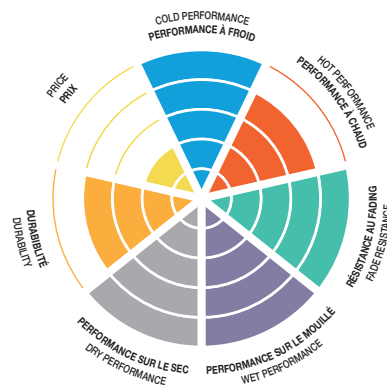 COLD PERFORMANCE
PERFORMANCE À FROID
HOT PERFORMANCE
PERFORMANCE À CHAUD
RÉSISTANCE AU FADING
FADE RESISTANCE
PERFORMANCE SUR LE MOUILLÉ
WET PERFORMANCE
PERFORMANCE SUR LE SEC
DRY PERFORMANCE
DURABIBLITÉ
DURABILITY
PRICE
PRIX